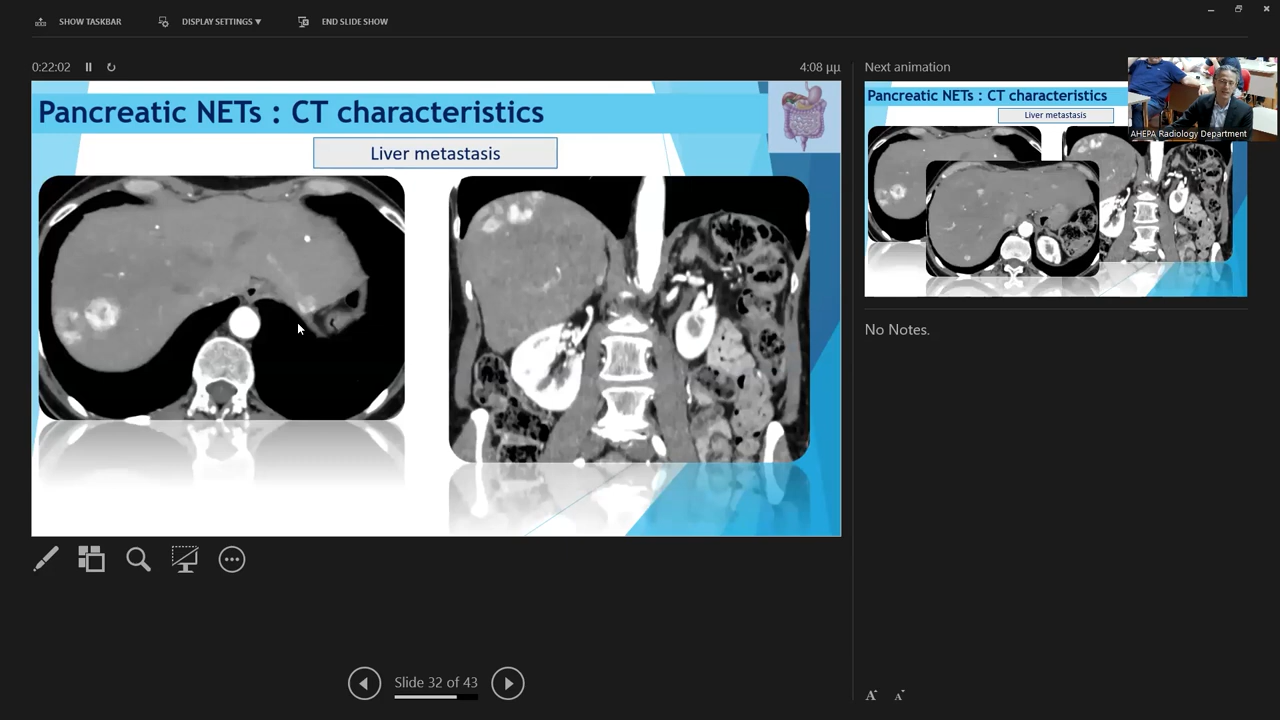 SHOW TASKBAR
DISPLAY SETTINGS ▼
END SLIDE SHOW
0:22:02
4:08 μμ
Pancreatic NETs : CT characteristics
Liver metastasis
Slide 32 of 43
Next animation
Pancreatic NETs : CT characteristics
Liver metastasis
AHEPA Radiology Department
No Notes.
A
A